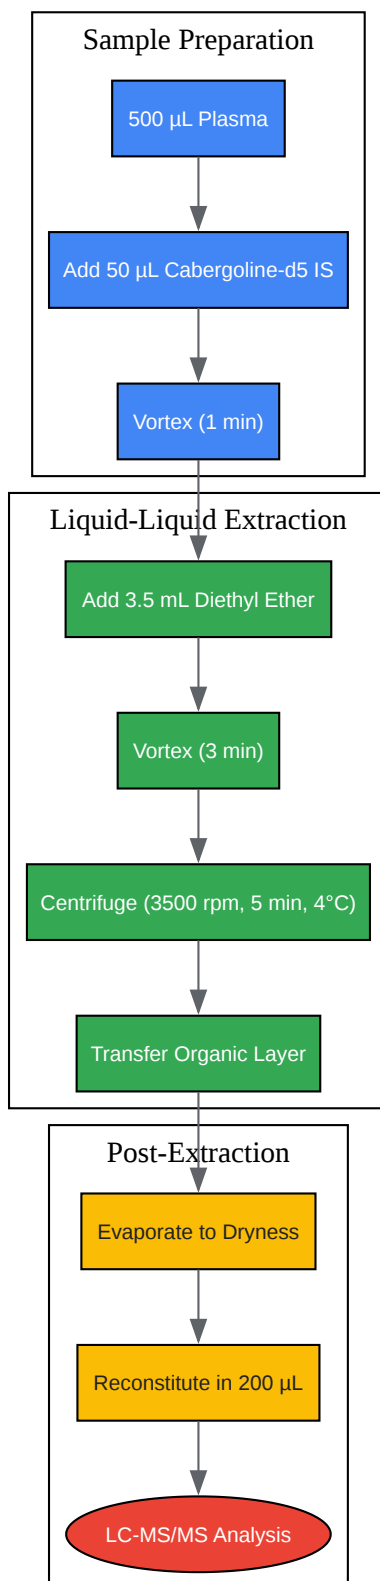 Sample Preparation
500 µL Plasma
Add 50 µL Cabergoline-d5 IS
Vortex (1 min)
Liquid-Liquid Extraction
Add 3.5 mL Diethyl Ether
Vortex (3 min)
Centrifuge (3500 rpm, 5 min, 4°C)
Transfer Organic Layer
Post-Extraction
Evaporate to Dryness
Reconstitute in 200 µL
LC-MS/MS Analysis